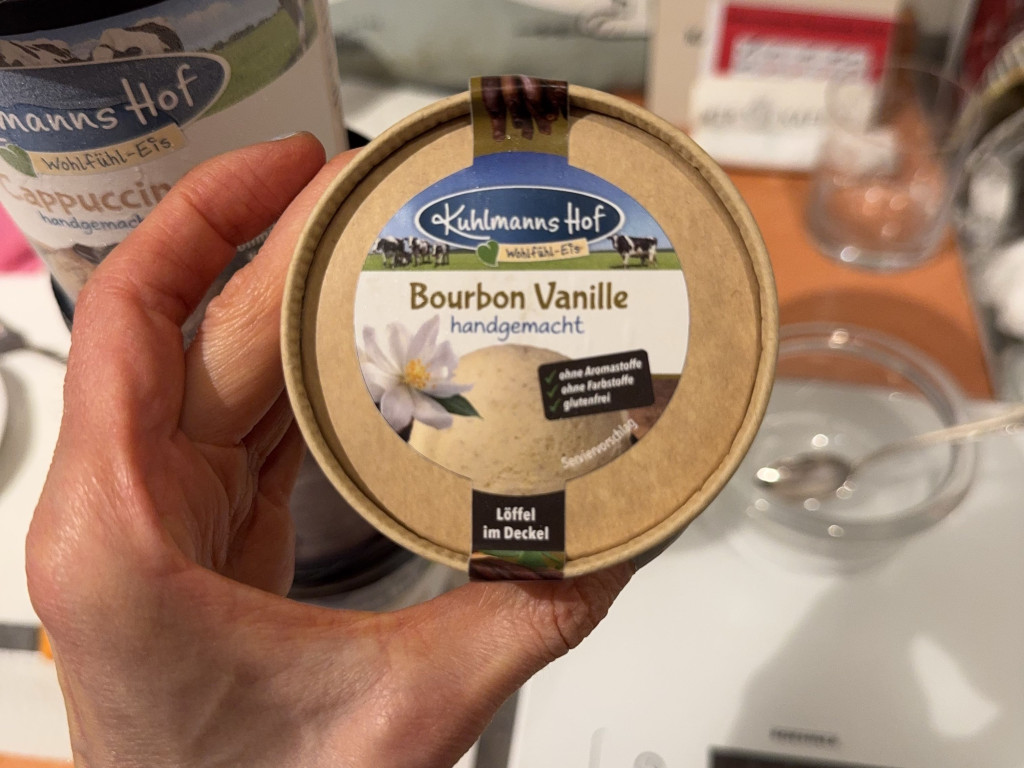 Kuhlmanns Hof
Wohlfühl-Eis
Bourbon Vanille
handgemacht
ohne Aromastoffe
ohne Farbstoffe
glutenfrei
Serviervorschlag
Löffel
im Deckel
manns Hof
Wohlfühl-Eis
Cappuccin
handgemach